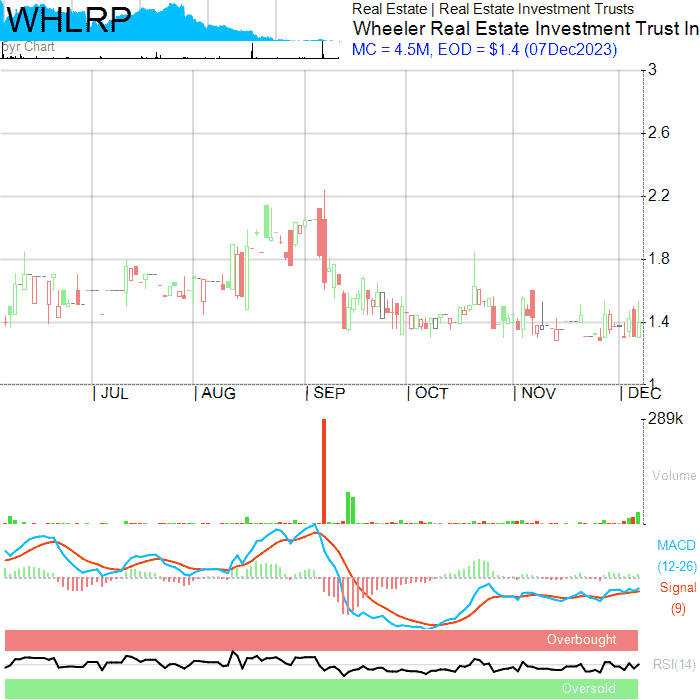 WHLRP
5yr Chart
Real Estate | Real Estate Investment Trusts
Wheeler Real Estate Investment Trust In
MC = 4.5M, EOD = $1.4 (07Dec2023)
3
2.6
2.2
1.8
1.4
1
JUL
AUG
SEP
OCT
NOV
DEC
289k
Volume
MACD
(12-26)
Signal
(9)
Overbought
RSI(14)
Oversold